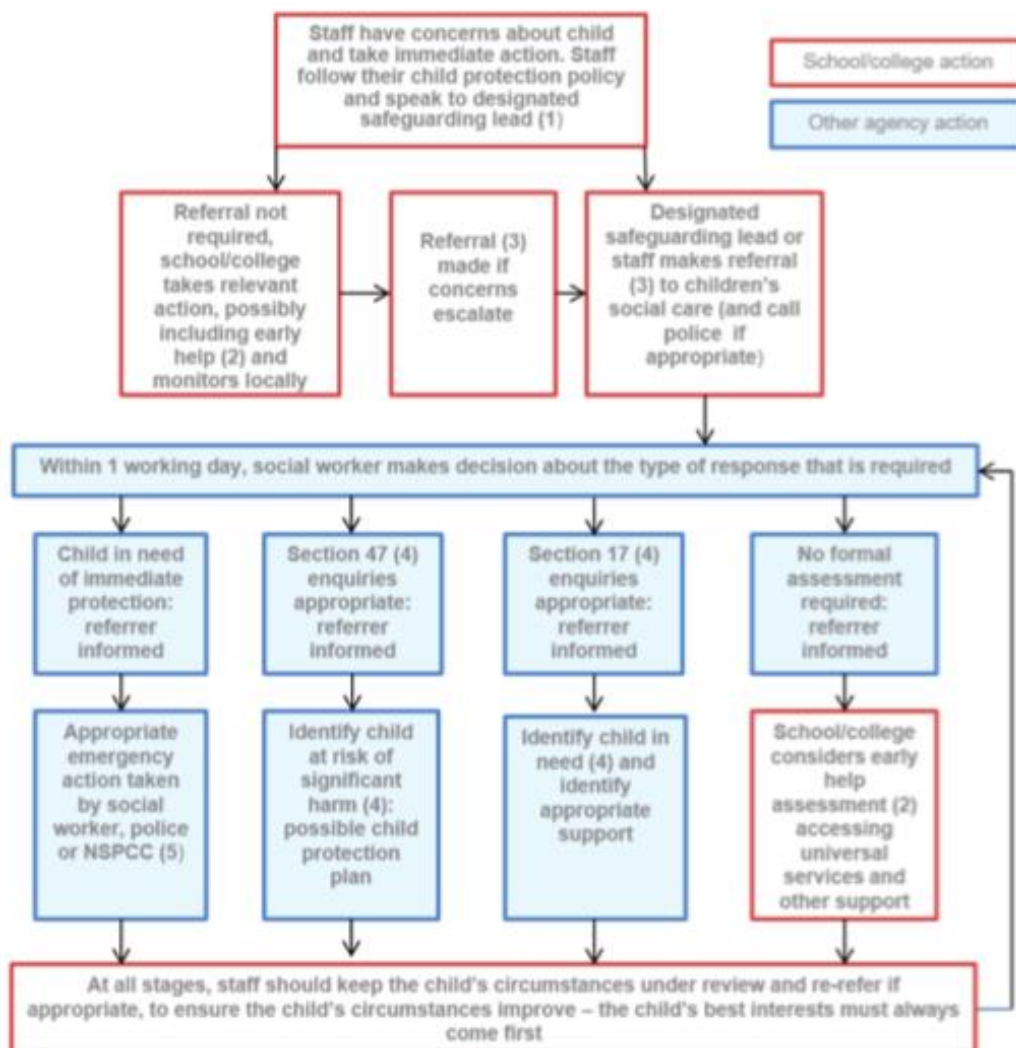 Staff have concerns about child
and take immediate action. Staff
follow their child protection policy
and speak to designated
safeguarding lead (1)
School/college action
Other agency action
Referral not
required,
school/college
takes relevant
action, possibly
including early
help (2) and
monitors locally
Referral (3)
made if
concerns
escalate
Designated
safeguarding lead or
staff makes referral
(3) to children's
social care (and call
police if
appropriate)
Within 1 working day, social worker makes decision about the type of response that is required
Child in need
of immediate
protection:
referrer
informed
Section 47 (4)
enquiries
appropriate:
referrer
informed
Section 17 (4)
enquiries
appropriate:
referrer
informed
No formal
assessment
required:
referrer
informed
Appropriate
emergency
action taken
by social
worker, police
or NSPCC (5)
Identify child
at risk of
significant
harm (4):
possible child
protection
plan
Identify child in
need (4) and
identify
appropriate
support
School/college
considers early
help
assessment (2)
accessing
universal
services and
other support
At all stages, staff should keep the child's circumstances under review and re-refer if
appropriate, to ensure the child's circumstances improve – the child's best interests must always
come first